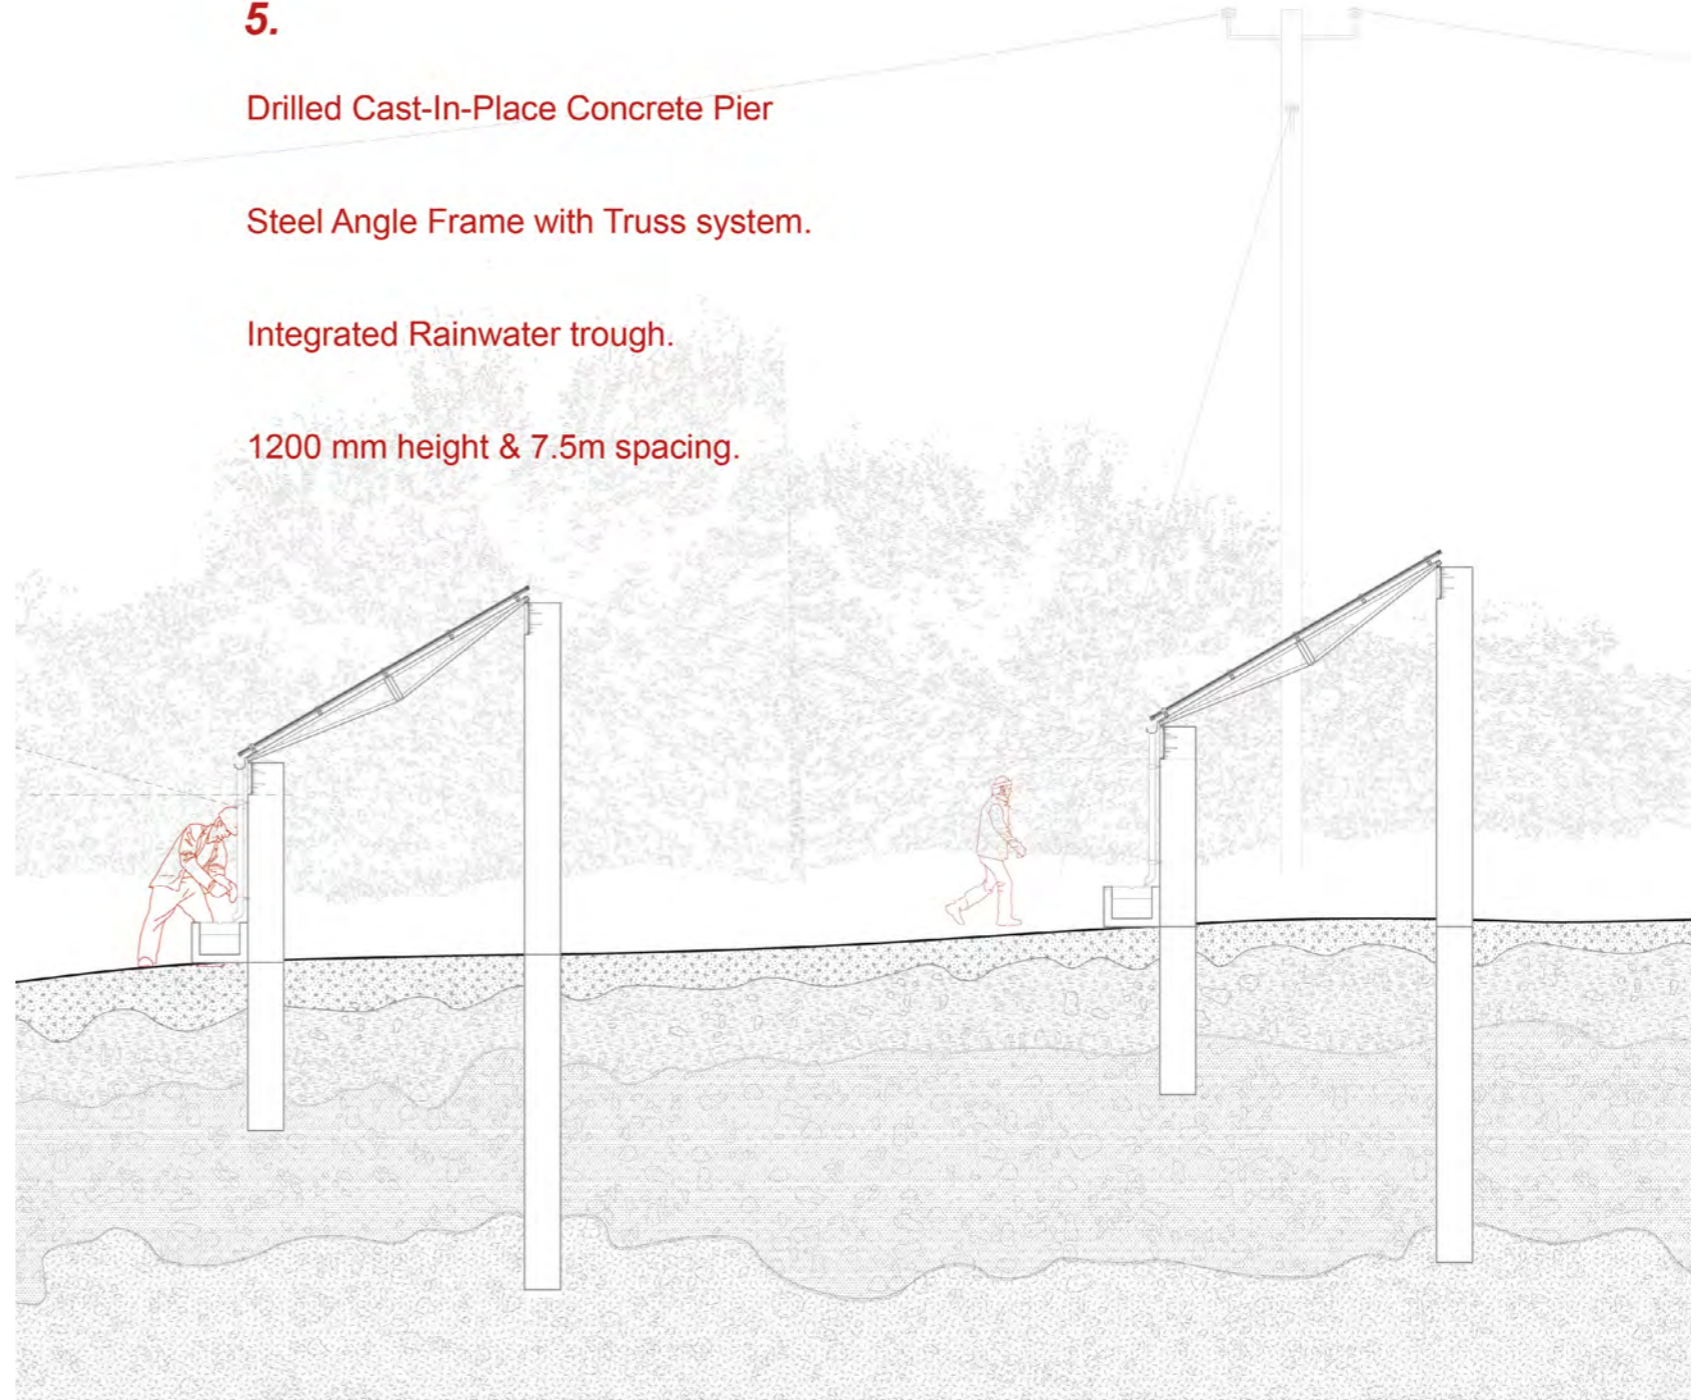 5.
Drilled Cast-In-Place Concrete Pier
Steel Angle Frame with Truss system.
Integrated Rainwater trough.
1200 mm height & 7.5m spacing.